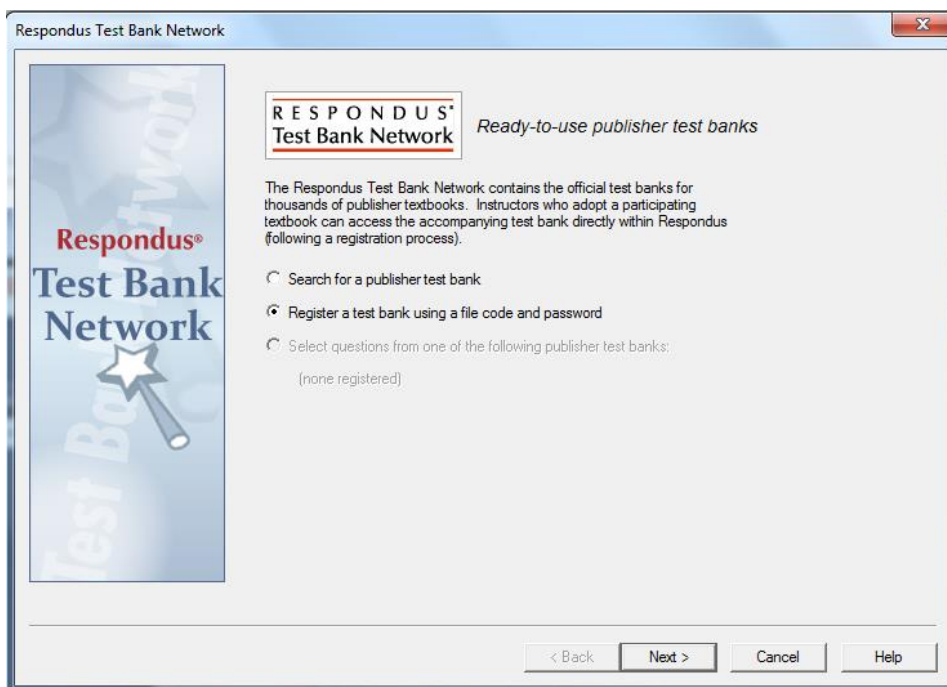 Respondus Test Bank Network
RESPONDUS®
Test Bank Network
Ready-to-use publisher test banks
The Respondus Test Bank Network contains the official test banks for
thousands of publisher textbooks. Instructors who adopt a participating
textbook can access the accompanying test bank directly within Respondus
(following a registration process).
Search for a publisher test bank
Register a test bank using a file code and password
Select questions from one of the following publisher test banks:
(none registered)
Respondus®
Test Bank
Network
Test Bank Network
< Back
Next >
Cancel
Help